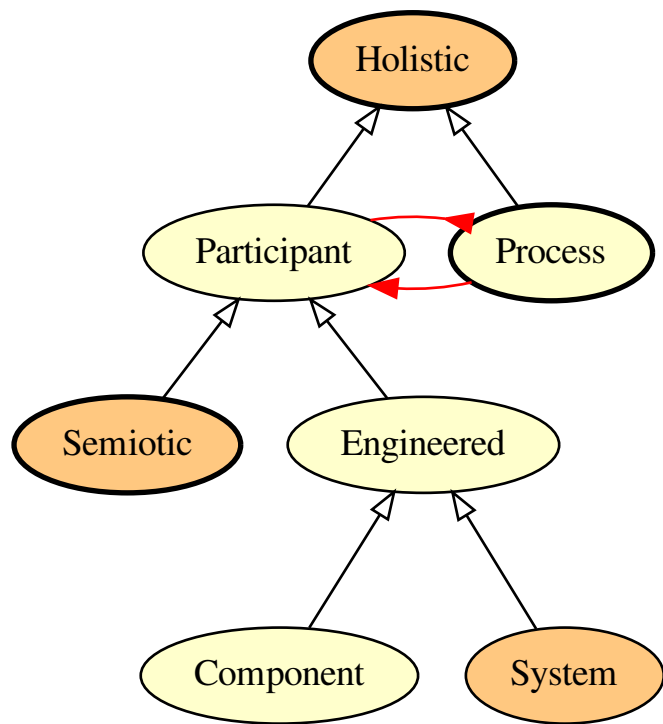 Holistic
Participant
Process
Semiotic
Engineered
Component
System